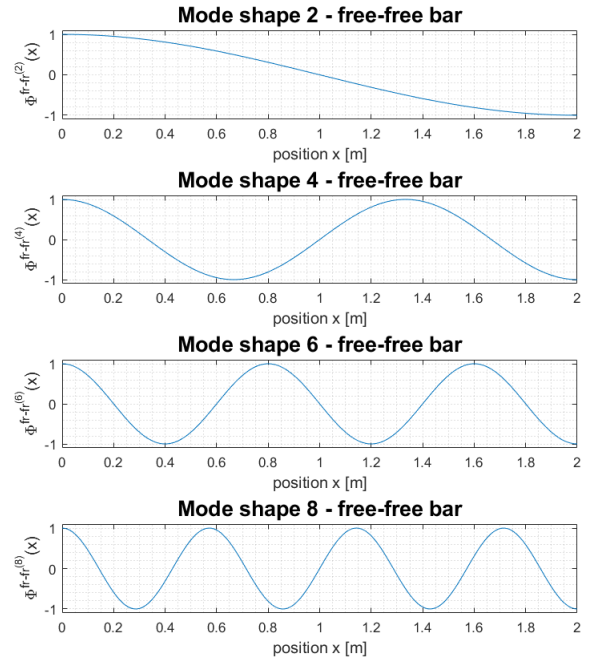 Mode shape 2 - free-free bar
Φ^fr-fr^(2) (x)
1
0
-1
0 0.2 0.4 0.6 0.8 1 1.2 1.4 1.6 1.8 2
position x [m]
Mode shape 4 - free-free bar
Φ^fr-fr^(4) (x)
1
0
-1
0 0.2 0.4 0.6 0.8 1 1.2 1.4 1.6 1.8 2
position x [m]
Mode shape 6 - free-free bar
Φ^fr-fr^(6) (x)
1
0
-1
0 0.2 0.4 0.6 0.8 1 1.2 1.4 1.6 1.8 2
position x [m]
Mode shape 8 - free-free bar
Φ^fr-fr^(8) (x)
1
0
-1
0 0.2 0.4 0.6 0.8 1 1.2 1.4 1.6 1.8 2
position x [m]